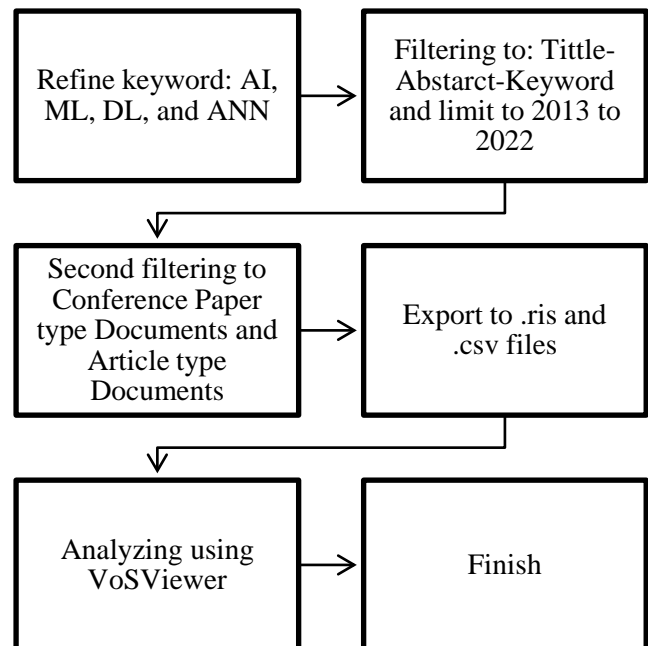 Refine keyword: AI,
ML, DL, and ANN
Filtering to: Tittle-
Abstarct-Keyword
and limit to 2013 to
2022
Second filtering to
Conference Paper
type Documents and
Article type
Documents
Export to .ris and
.csv files
Analyzing using
VoSViewer
Finish